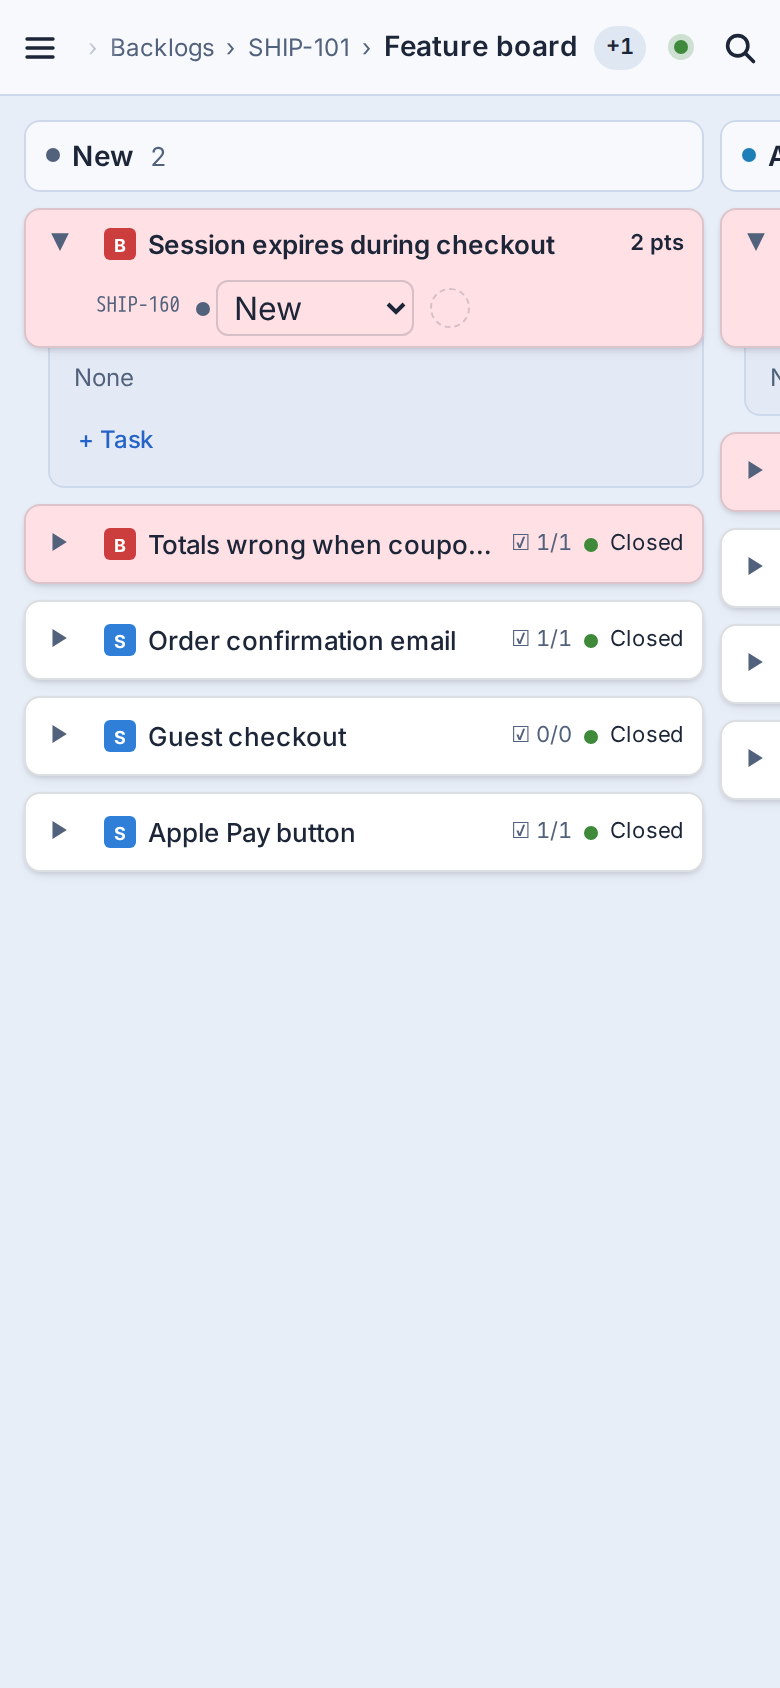 › Backlogs › SHIP-101 › Feature board +1
New 2
A
▼ B Session expires during checkout 2 pts
SHIP-160 New
None
+ Task
B Totals wrong when coupo... ☑ 1/1 Closed
S Order confirmation email ☑ 1/1 Closed
S Guest checkout ☑ 0/0 Closed
S Apple Pay button ☑ 1/1 Closed